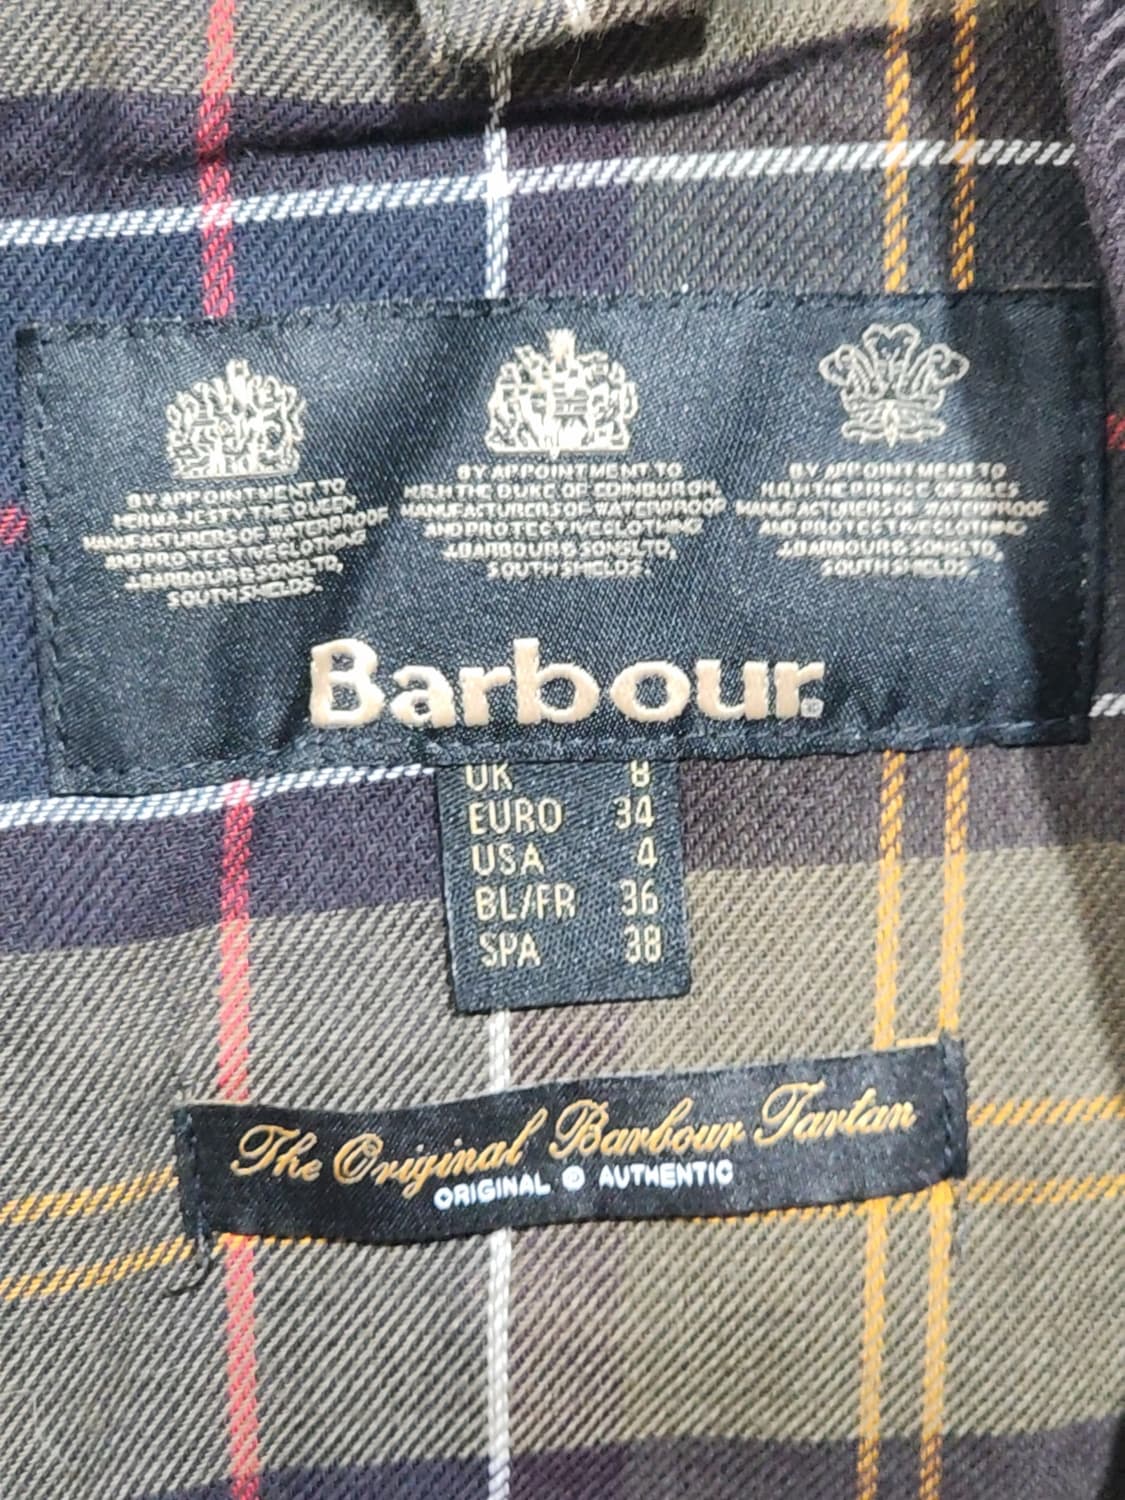 BY APPOINTMENT TO
HER MAJESTY THE QUEEN
MANUFACTURERS OF WATERPROOF
AND PROTECTIVE CLOTHING
J.BARBOUR & SONS LTD,
SOUTH SHIELDS.
BY APPOINTMENT TO
H.R.H THE DUKE OF EDINBURGH
MANUFACTURERS OF WATERPROOF
AND PROTECTIVE CLOTHING
J.BARBOUR & SONS LTD,
SOUTH SHIELDS.
BY APPOINTMENT TO
H.R.H THE PRINCE OF WALES
MANUFACTURERS OF WATERPROOF
AND PROTECTIVE CLOTHING
J.BARBOUR & SONS LTD,
SOUTH SHIELDS.
Barbour®
UK 8
EURO 34
USA 4
BL/FR 36
SPA 38
The Original Barbour Tartan
ORIGINAL © AUTHENTIC